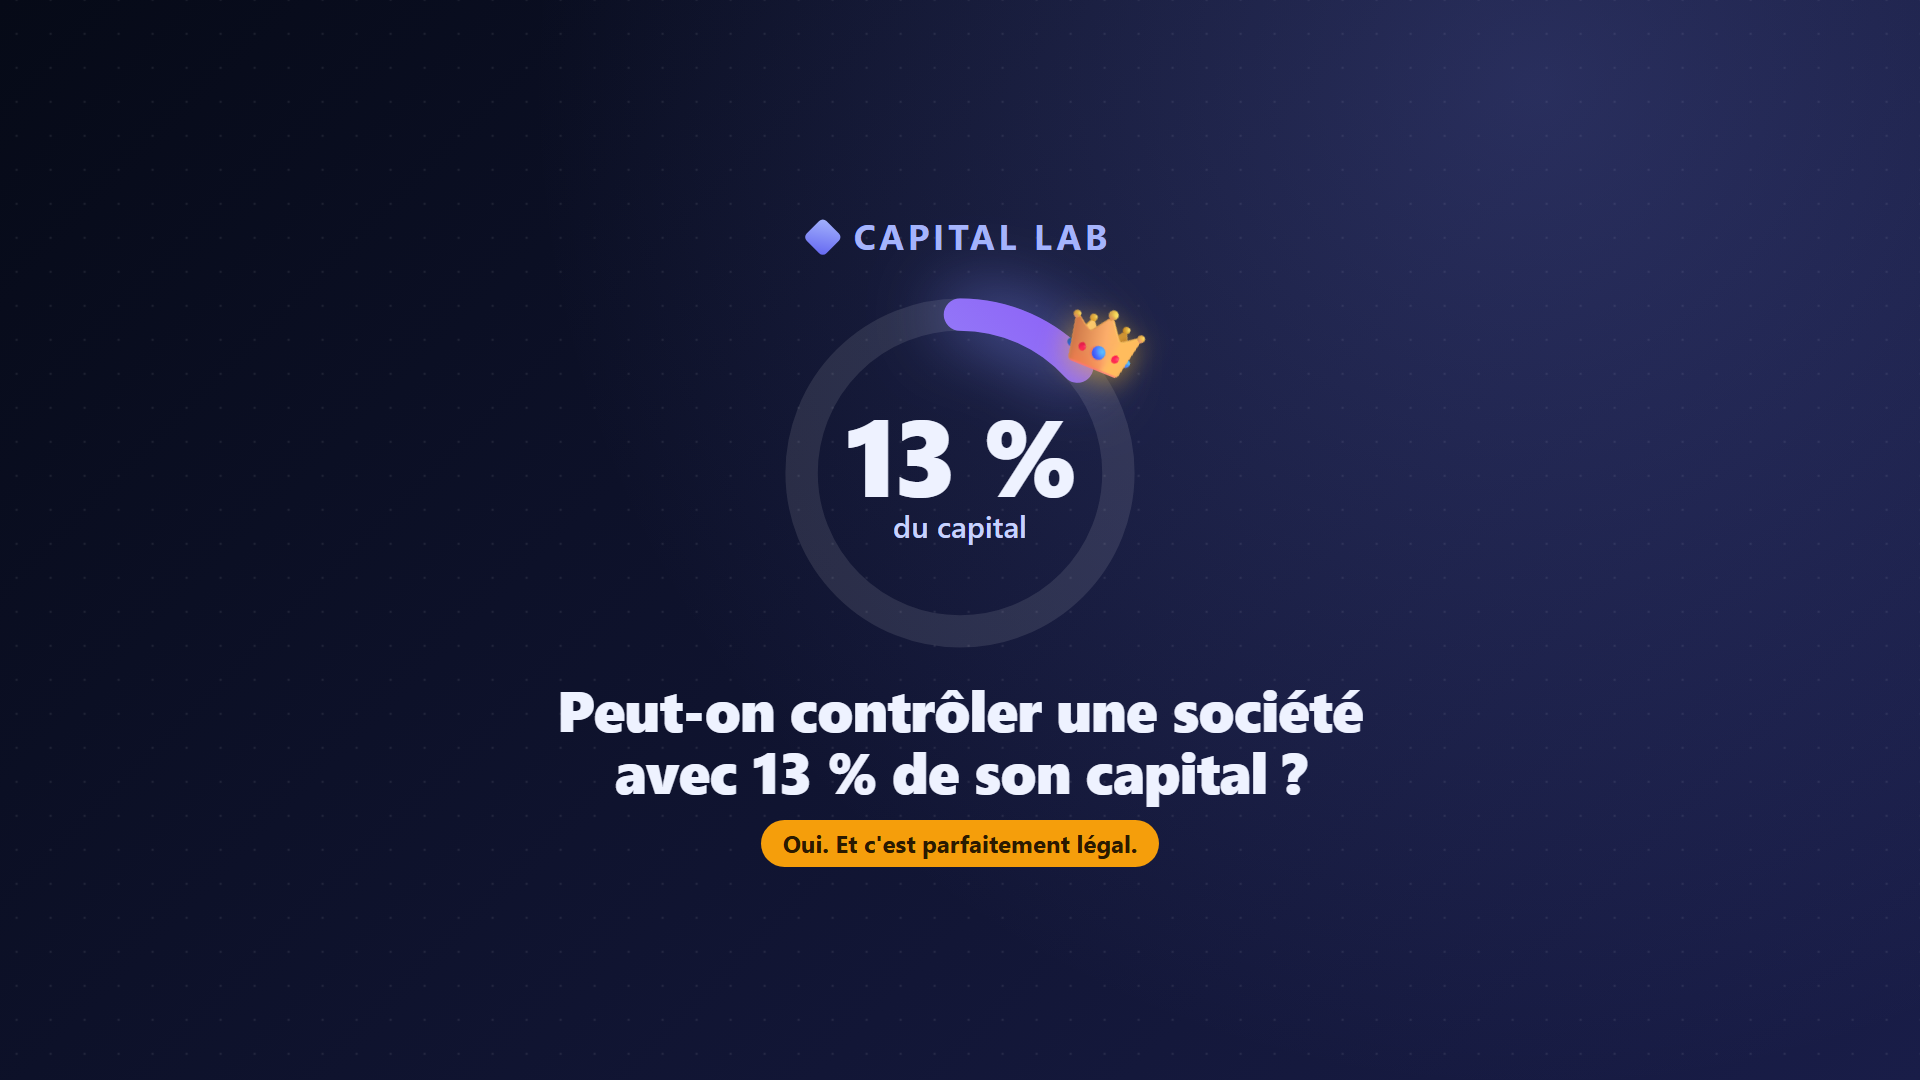 CAPITAL LAB
13 %
du capital
Peut-on contrôler une société
avec 13 % de son capital ?
Oui. Et c'est parfaitement légal.